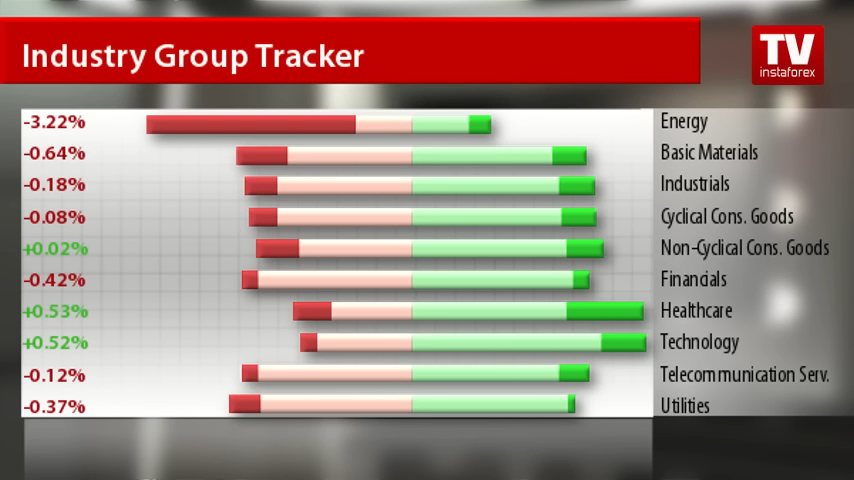 Industry Group Tracker
TV
instaforex
-3.22% Energy
-0.64% Basic Materials
-0.18% Industrials
-0.08% Cyclical Cons. Goods
+0.02% Non-Cyclical Cons. Goods
-0.42% Financials
+0.53% Healthcare
+0.52% Technology
-0.12% Telecommunication Serv.
-0.37% Utilities